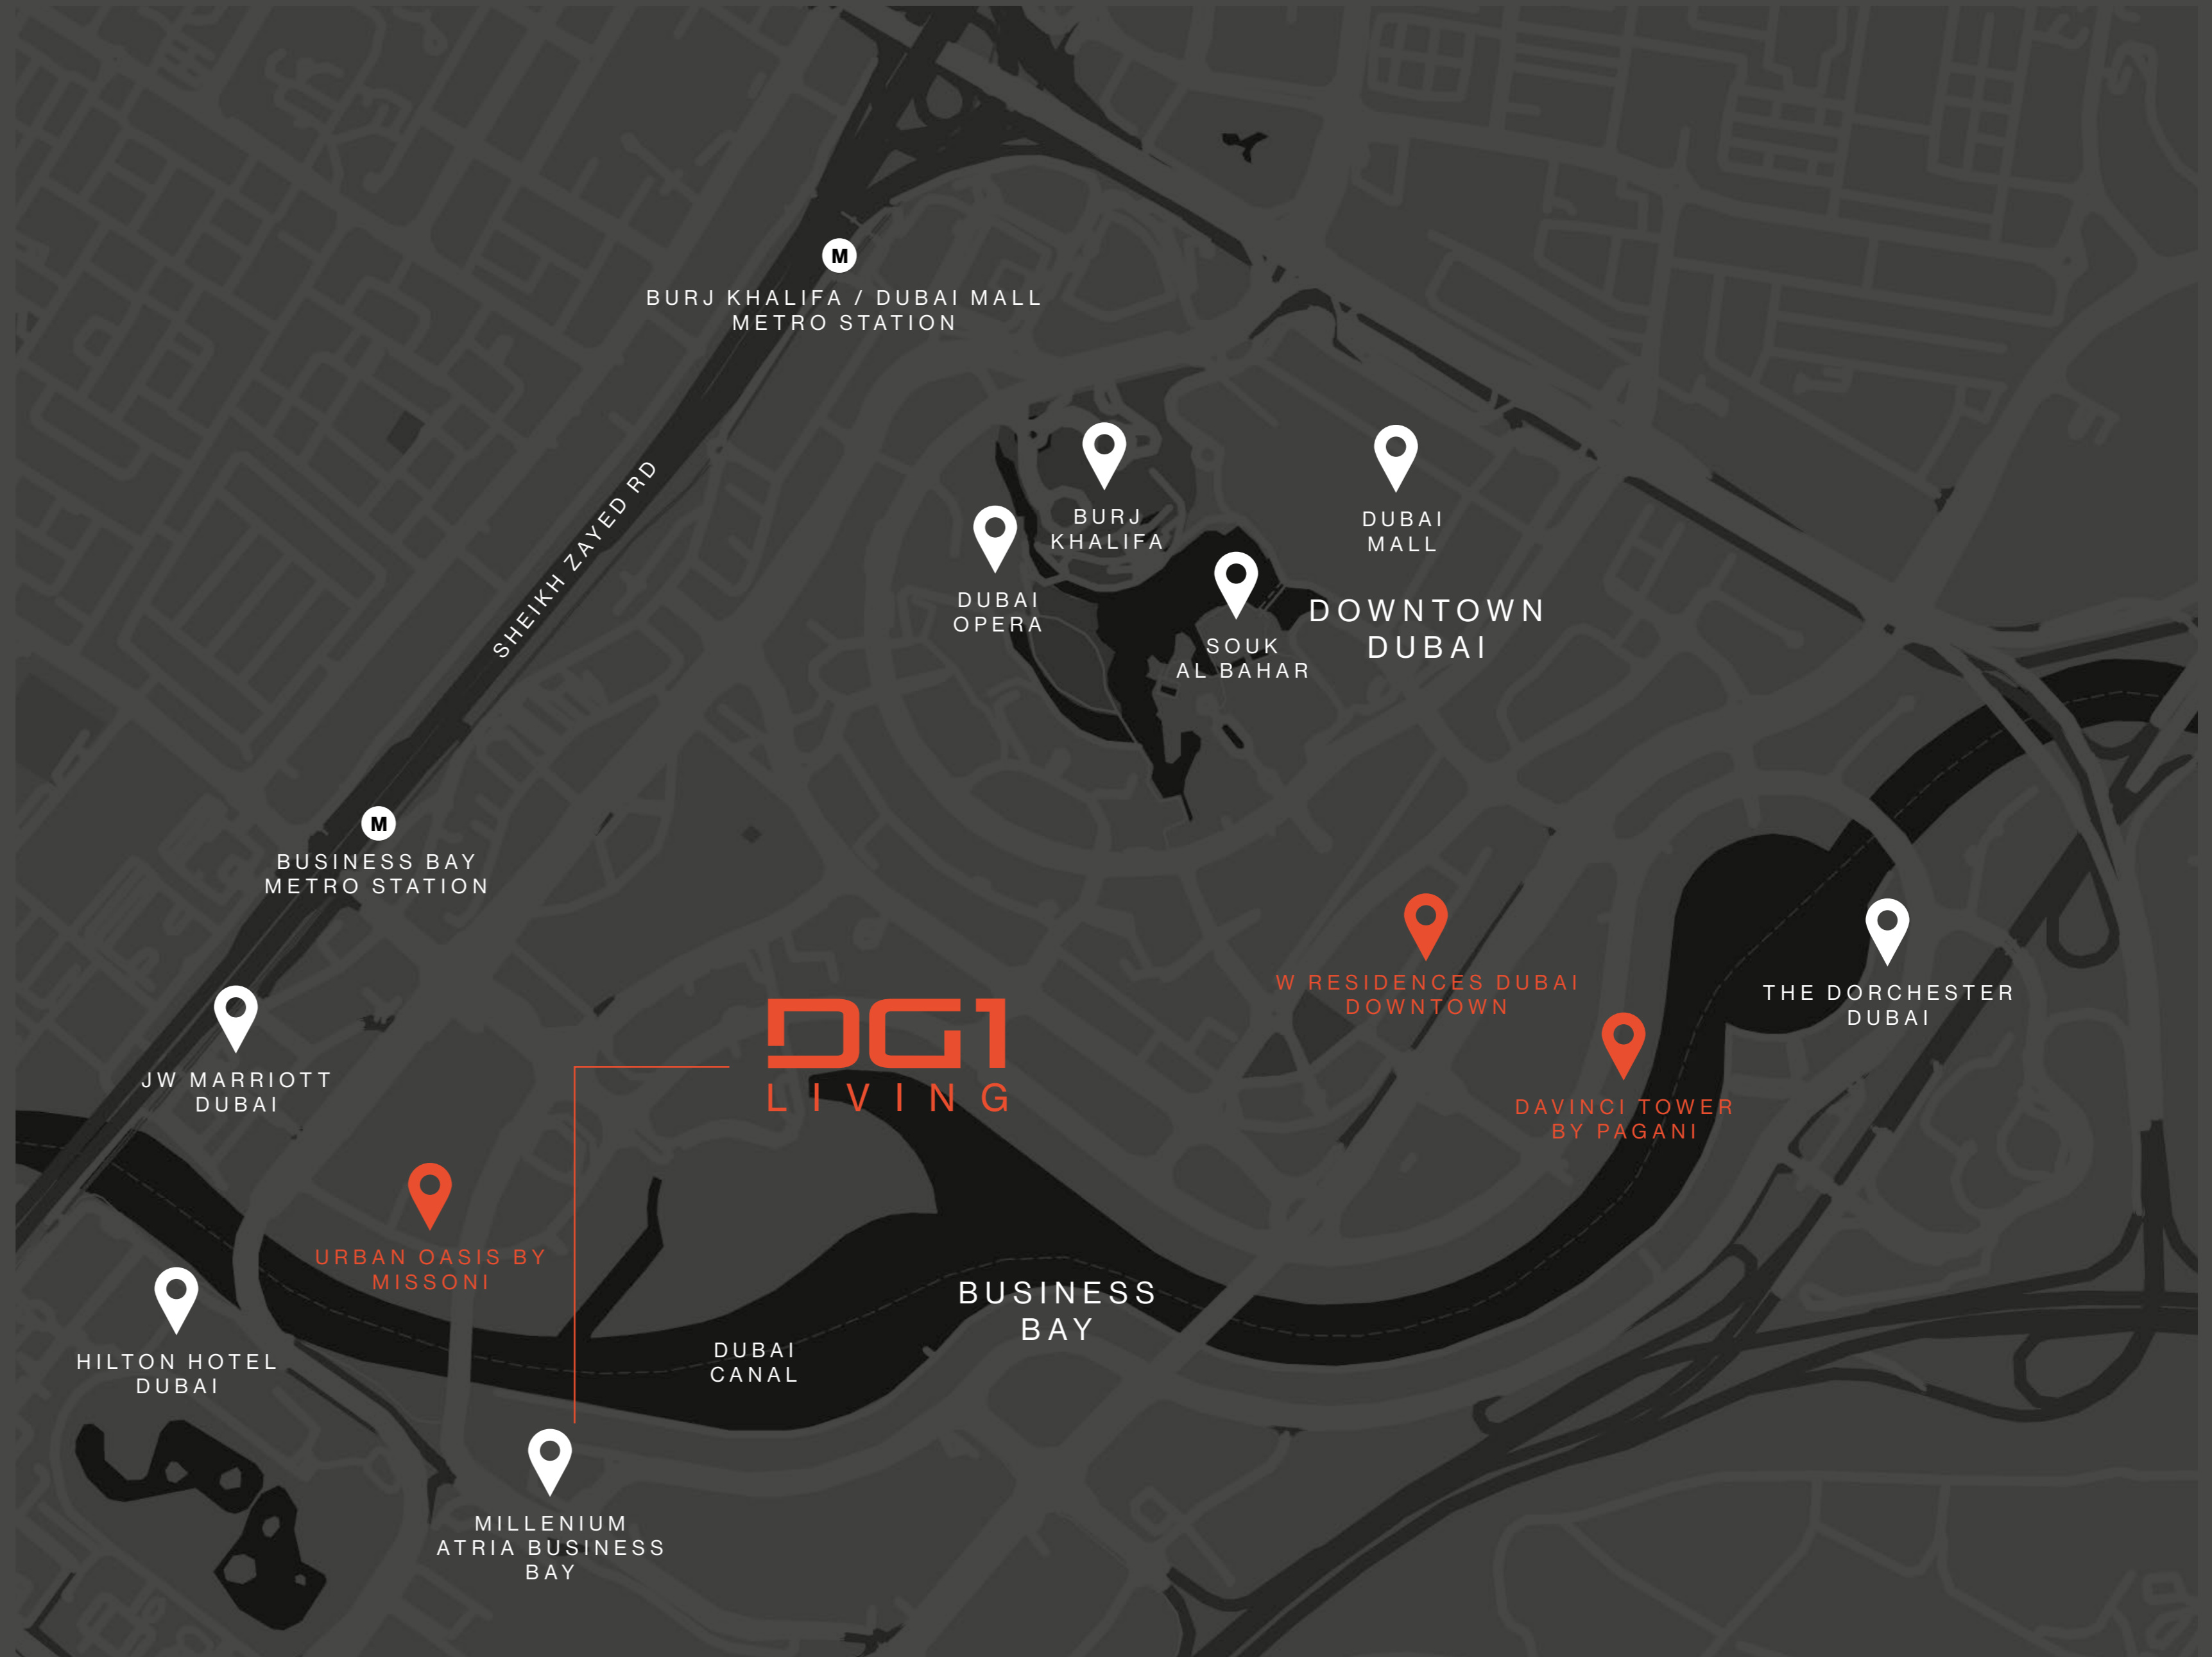 M
BURJ KHALIFA / DUBAI MALL
METRO STATION
SHEIKH ZAYED RD
BURJ
KHALIFA
DUBAI
MALL
DUBAI
OPERA
SOUK
AL BAHAR
DOWNTOWN
DUBAI
M
BUSINESS BAY
METRO STATION
W RESIDENCES DUBAI
DOWNTOWN
THE DORCHESTER
DUBAI
JW MARRIOTT
DUBAI
DG1
LIVING
DAVINCI TOWER
BY PAGANI
URBAN OASIS BY
MISSONI
BUSINESS
BAY
HILTON HOTEL
DUBAI
DUBAI
CANAL
MILLENIUM
ATRIA BUSINESS
BAY